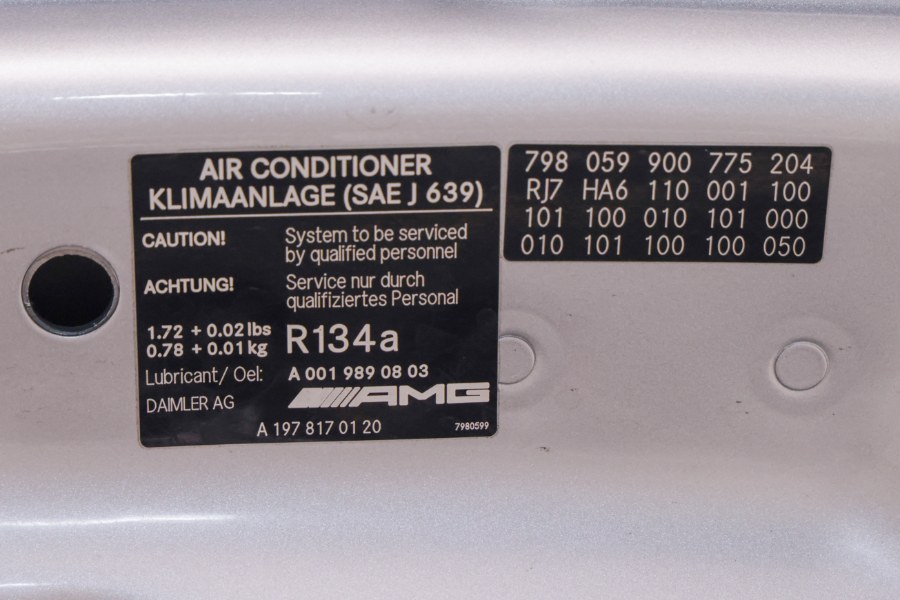 AIR CONDITIONER
KLIMAANLAGE (SAE J 639)
CAUTION! System to be serviced
by qualified personnel
ACHTUNG! Service nur durch
qualifiziertes Personal
1.72 + 0.02 lbs
0.78 + 0.01 kg
R134a
Lubricant/ Oel: A 001 989 08 03
DAIMLER AG AMG
A 197 817 01 20 7980599
798 059 900 775 204
RJ7 HA6 110 001 100
101 100 010 101 000
010 101 100 100 050